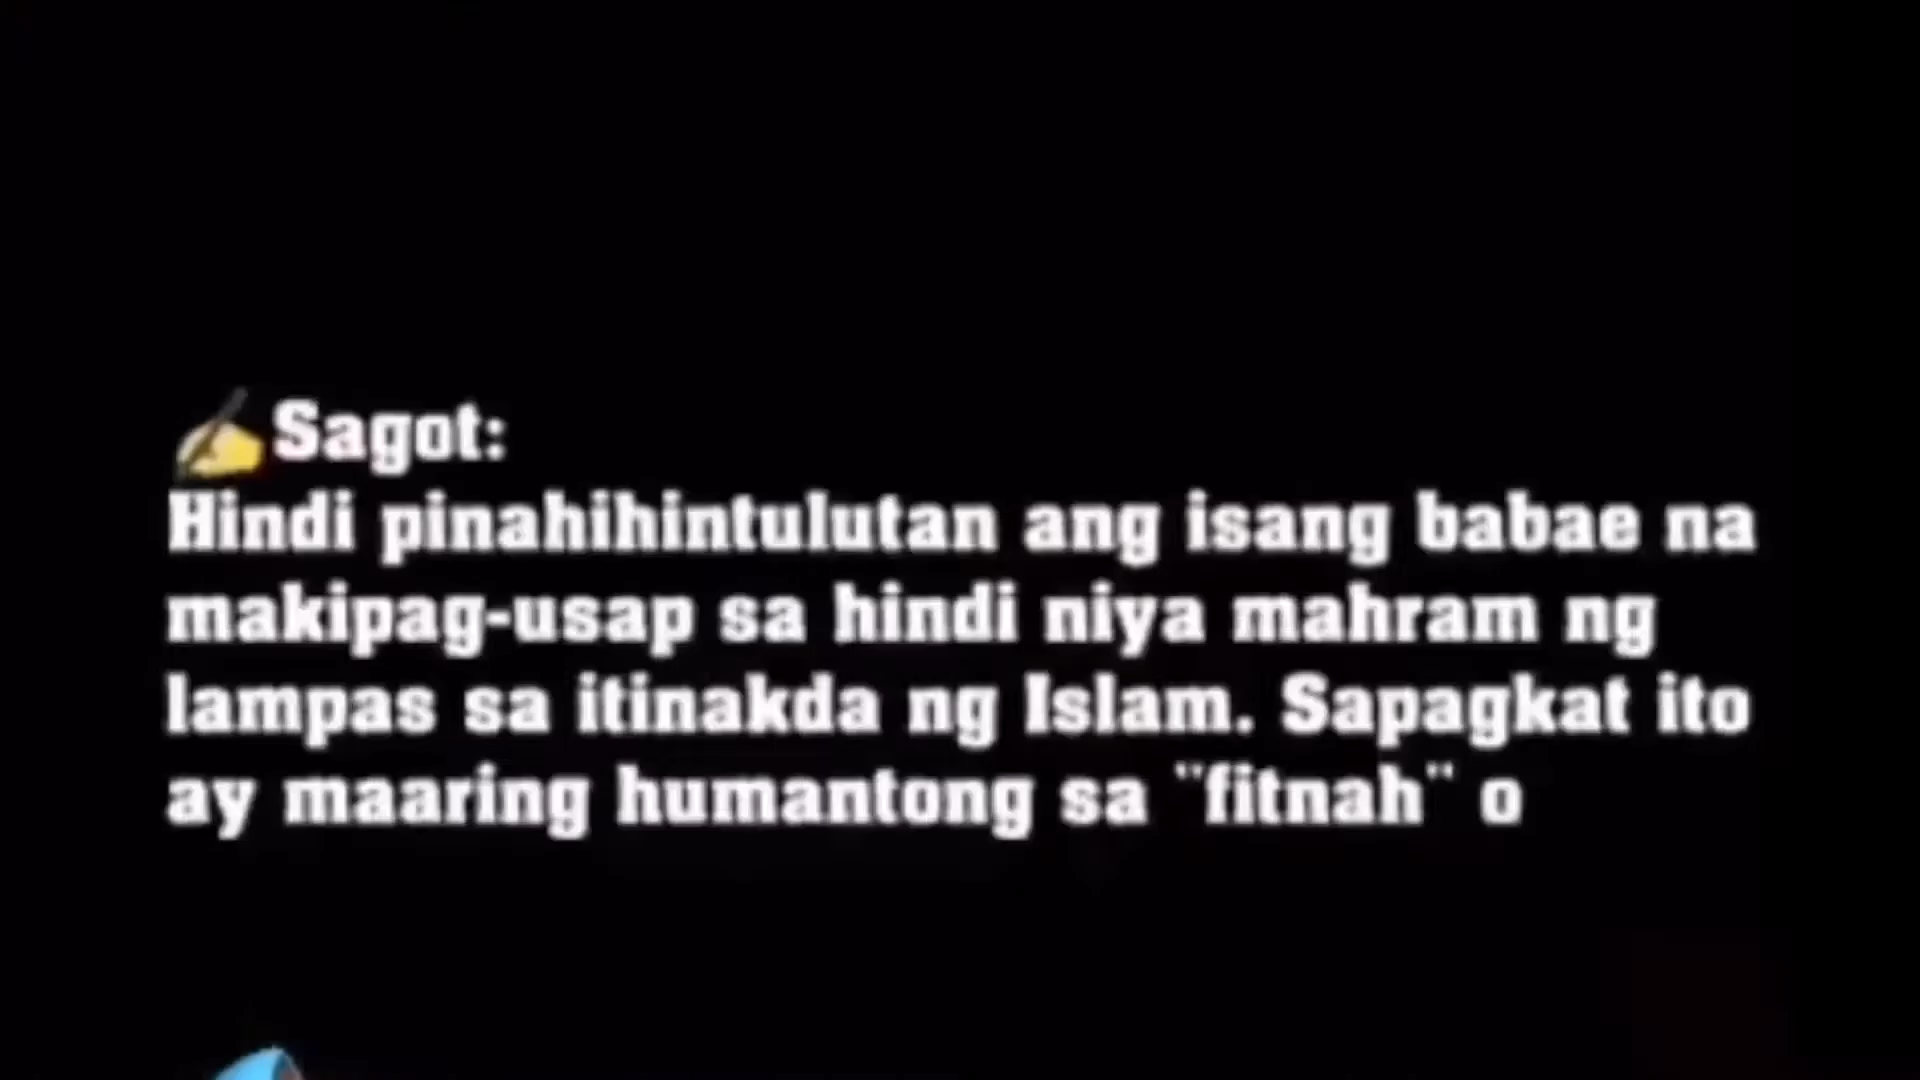 ✍️Sagot:
Hindi pinahihintulutan ang isang babae na
makipag-usap sa hindi niya mahram ng
lampas sa itinakda ng Islam. Sapagkat ito
ay maaring humantong sa "fitnah" o